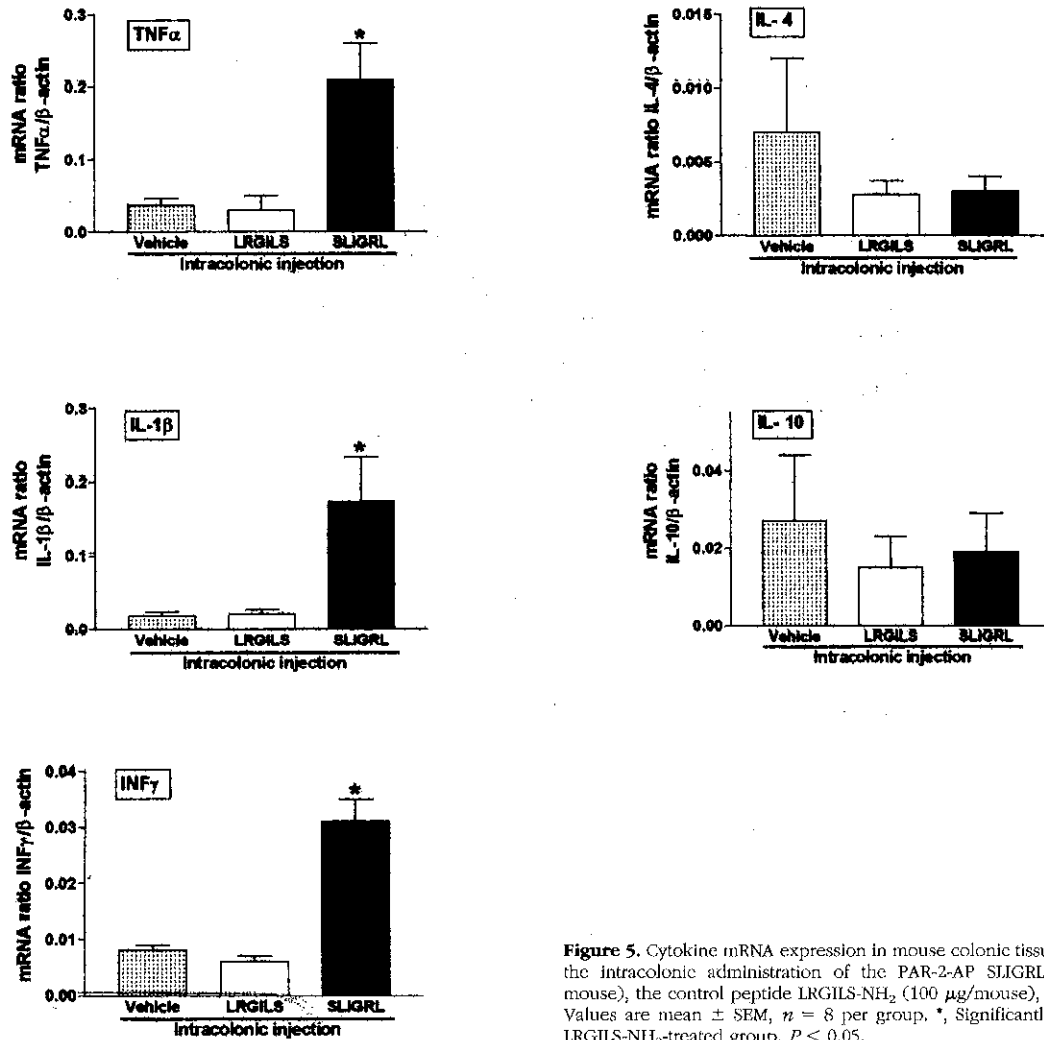 TNFα
*
mRNA ratio
TNFα/β-actin
0.3
0.2
0.1
0.0
Vehicle LRGILS SLIGRL
Intracolonic injection
IL-4
mRNA ratio IL-4/β-actin
0.015
0.010
0.005
0.000
Vehicle LRGILS SLIGRL
Intracolonic injection
IL-1β
*
mRNA ratio
IL-1β/β-actin
0.3
0.2
0.1
0.0
Vehicle LRGILS SLIGRL
Intracolonic injection
IL-10
mRNA ratio
IL-10/β-actin
0.04
0.02
0.00
Vehicle LRGILS SLIGRL
Intracolonic injection
INFγ
*
mRNA ratio INFγ/β-actin
0.04
0.03
0.02
0.01
0.00
Vehicle LRGILS SLIGRL
Intracolonic injection
Figure 5. Cytokine mRNA expression in mouse colonic tissu
the intracolonic administration of the PAR-2-AP SLIGRL
mouse), the control peptide LRGILS-NH₂ (100 μg/mouse),
Values are mean ± SEM, n = 8 per group. *, Significantl
LRGILS-NH₂-treated group, P < 0.05.